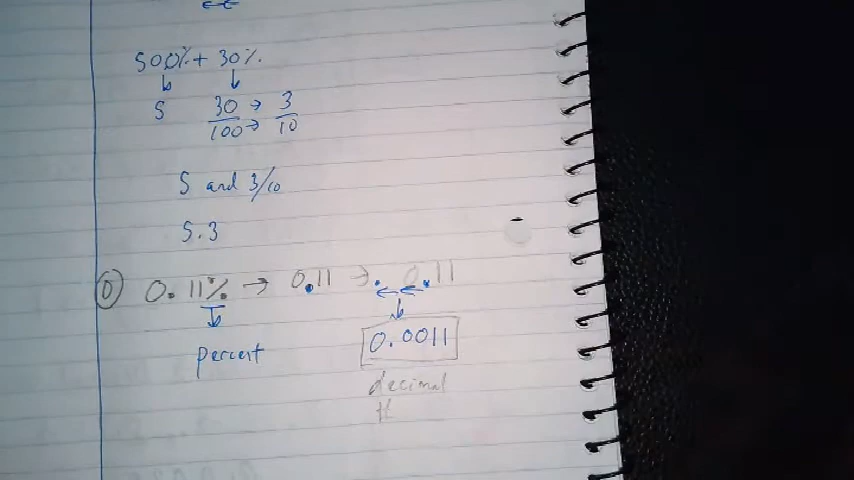 500% + 30%
5 30/100 → 3/10
5 and 3/10
5.3
D 0.11% → 0.11 → . 0.11
percent 0.0011
decimal